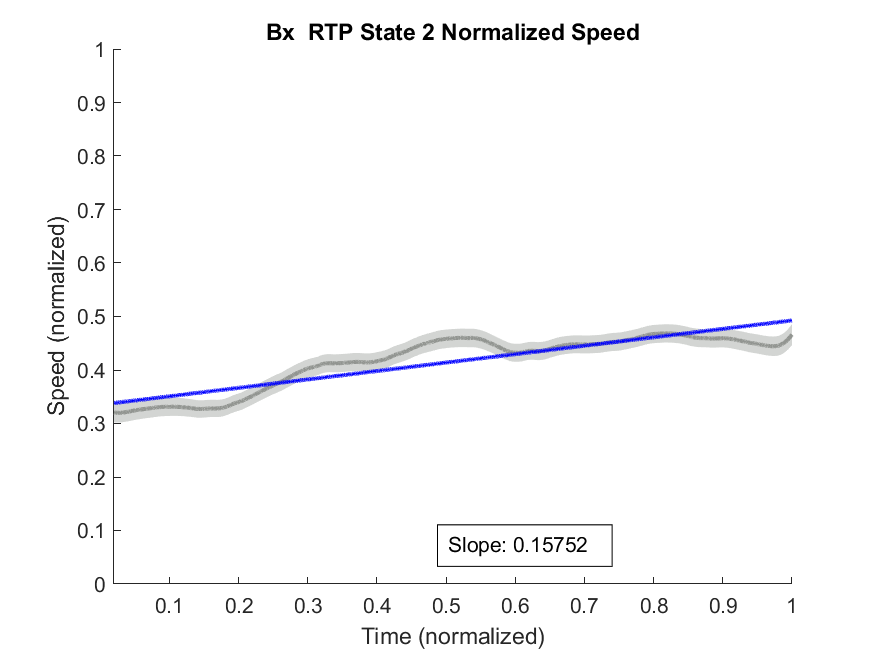 Bx  RTP State 2 Normalized Speed
1
0.9
0.8
0.7
0.6
0.5
0.4
0.3
0.2
0.1
0
Speed (normalized)
Slope: 0.15752
0.1 0.2 0.3 0.4 0.5 0.6 0.7 0.8 0.9 1
Time (normalized)